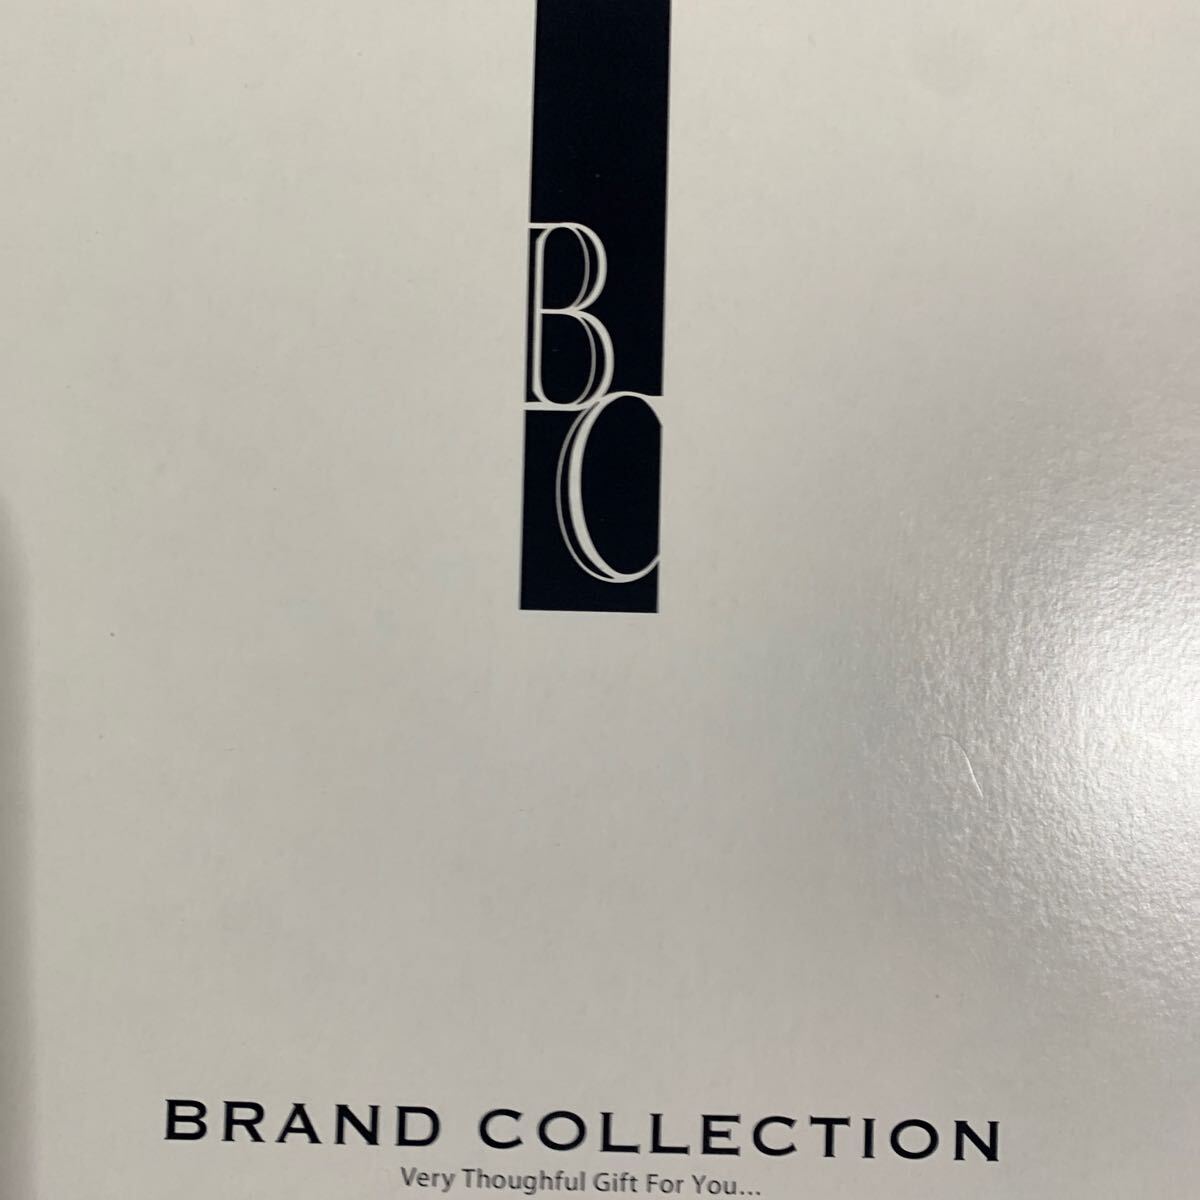 BC
BRAND COLLECTION
Very Thoughful Gift For You...